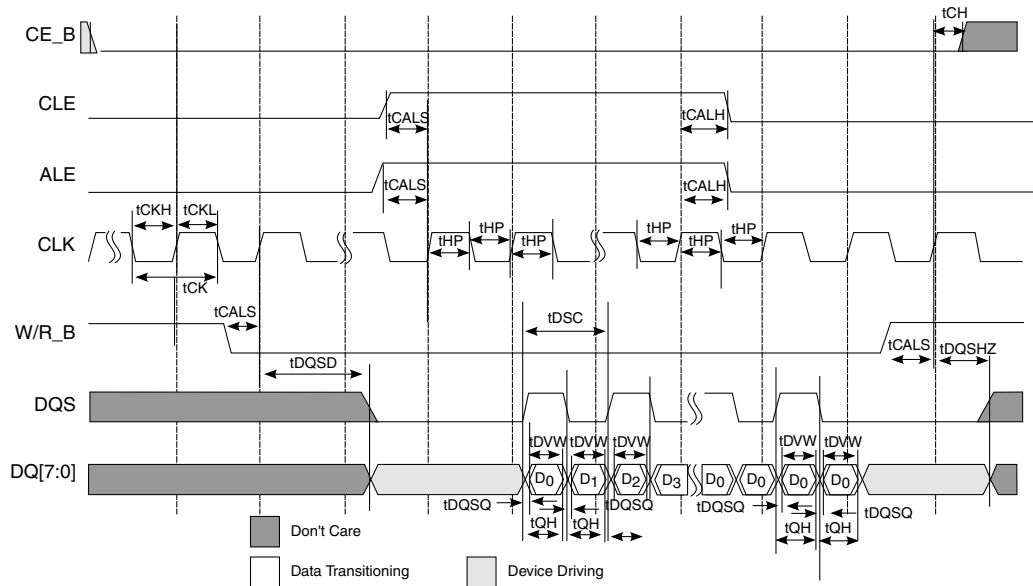 tCH
CE_B
CLE
tCALS tCALH
ALE
tCALS tCALH
tCKH tCKL
CLK
tHP tHP tHP tHP tHP tHP
tCK
tCALS tDSC
W/R_B
tCALS tDQSHZ
tDQSD
DQS
tDVW tDVW tDVW tDVW tDVW
DQ[7:0]
D0 D1 D2 D3 D0 D0 D0 D0
tDQSQ tDQSQ tDQSQ tDQSQ
tQH tQH tQH tQH
Don't Care
Data Transitioning Device Driving